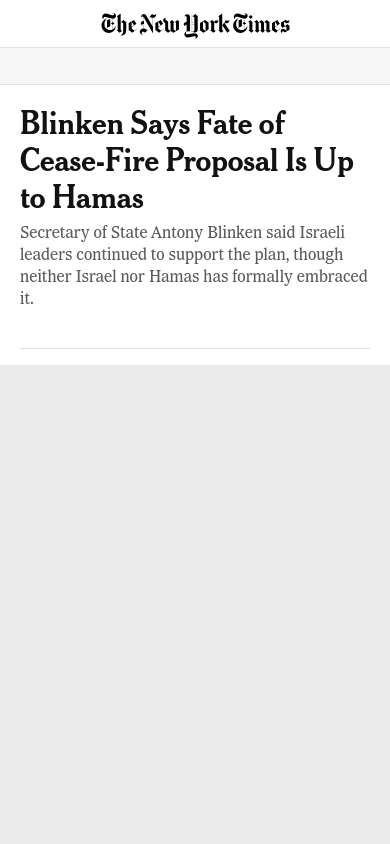 The New York Times
Blinken Says Fate of
Cease-Fire Proposal Is Up
to Hamas
Secretary of State Antony Blinken said Israeli
leaders continued to support the plan, though
neither Israel nor Hamas has formally embraced
it.